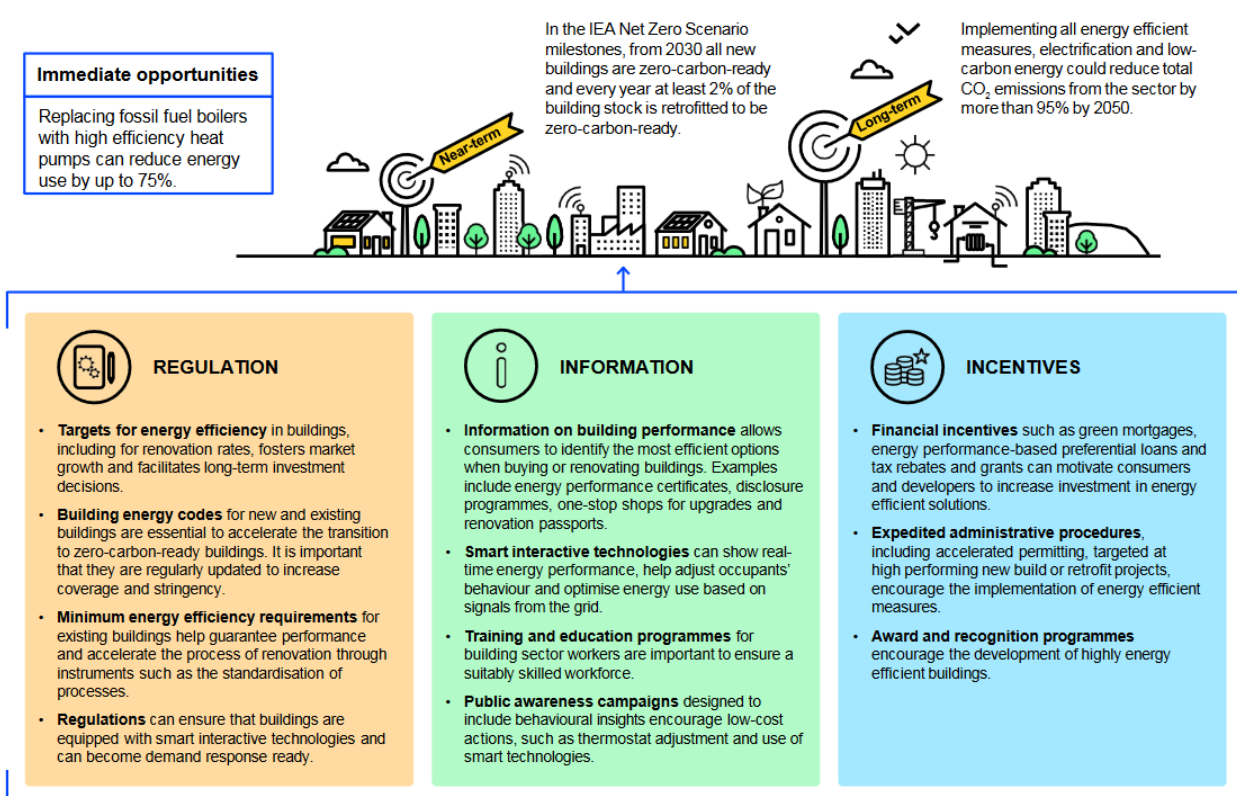 Immediate opportunities
Replacing fossil fuel boilers
with high efficiency heat
pumps can reduce energy
use by up to 75%.
In the IEA Net Zero Scenario
milestones, from 2030 all new
buildings are zero-carbon-ready
and every year at least 2% of the
building stock is retrofitted to be
zero-carbon-ready.
Near-term
Implementing all energy efficient
measures, electrification and low-
carbon energy could reduce total
CO₂ emissions from the sector by
more than 95% by 2050.
Long-term
REGULATION
• Targets for energy efficiency in buildings,
including for renovation rates, fosters market
growth and facilitates long-term investment
decisions.
• Building energy codes for new and existing
buildings are essential to accelerate the transition
to zero-carbon-ready buildings. It is important
that they are regularly updated to increase
coverage and stringency.
• Minimum energy efficiency requirements for
existing buildings help guarantee performance
and accelerate the process of renovation through
instruments such as the standardisation of
processes.
• Regulations can ensure that buildings are
equipped with smart interactive technologies and
can become demand response ready.
INFORMATION
• Information on building performance allows
consumers to identify the most efficient options
when buying or renovating buildings. Examples
include energy performance certificates, disclosure
programmes, one-stop shops for upgrades and
renovation passports.
• Smart interactive technologies can show real-
time energy performance, help adjust occupants'
behaviour and optimise energy use based on
signals from the grid.
• Training and education programmes for
building sector workers are important to ensure a
suitably skilled workforce.
• Public awareness campaigns designed to
include behavioural insights encourage low-cost
actions, such as thermostat adjustment and use of
smart technologies.
INCENTIVES
• Financial incentives such as green mortgages,
energy performance-based preferential loans and
tax rebates and grants can motivate consumers
and developers to increase investment in energy
efficient solutions.
• Expedited administrative procedures,
including accelerated permitting, targeted at
high performing new build or retrofit projects,
encourage the implementation of energy efficient
measures.
• Award and recognition programmes
encourage the development of highly energy
efficient buildings.